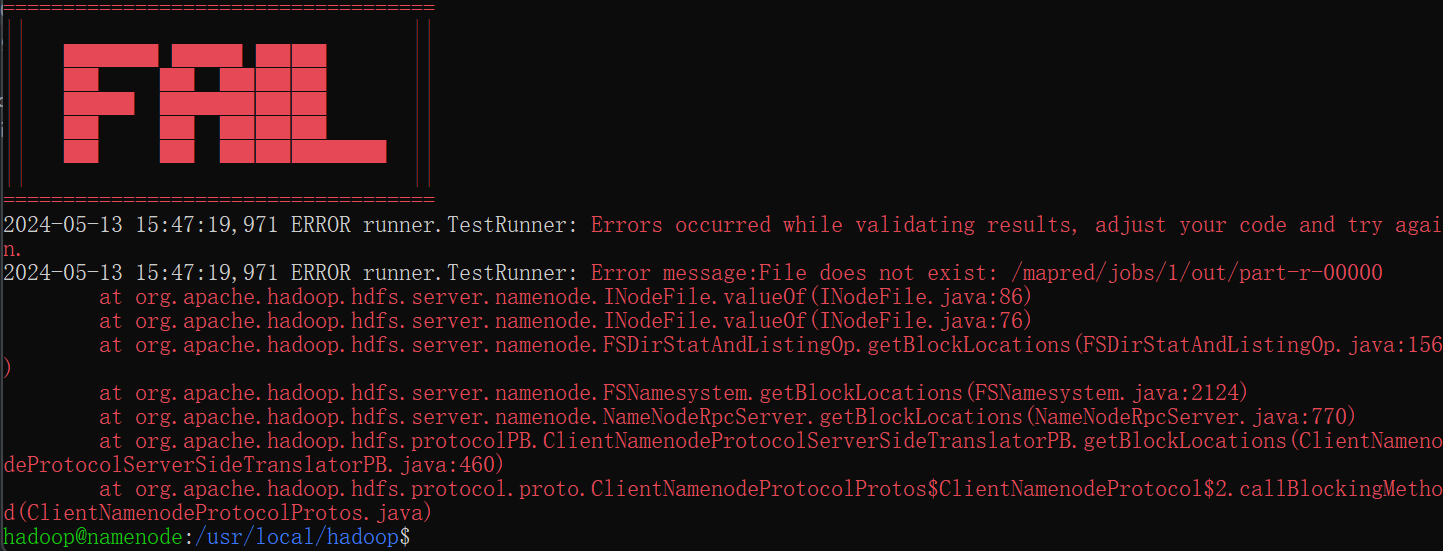 ====================================
||                                ||
FAIL
||                                ||
====================================
2024-05-13 15:47:19,971 ERROR runner.TestRunner: Errors occurred while validating results, adjust your code and try agai
n.
2024-05-13 15:47:19,971 ERROR runner.TestRunner: Error message:File does not exist: /mapred/jobs/1/out/part-r-00000
        at org.apache.hadoop.hdfs.server.namenode.INodeFile.valueOf(INodeFile.java:86)
        at org.apache.hadoop.hdfs.server.namenode.INodeFile.valueOf(INodeFile.java:76)
        at org.apache.hadoop.hdfs.server.namenode.FSDirStatAndListingOp.getBlockLocations(FSDirStatAndListingOp.java:156
)
        at org.apache.hadoop.hdfs.server.namenode.FSNamesystem.getBlockLocations(FSNamesystem.java:2124)
        at org.apache.hadoop.hdfs.server.namenode.NameNodeRpcServer.getBlockLocations(NameNodeRpcServer.java:770)
        at org.apache.hadoop.hdfs.protocolPB.ClientNamenodeProtocolServerSideTranslatorPB.getBlockLocations(ClientNameno
deProtocolServerSideTranslatorPB.java:460)
        at org.apache.hadoop.hdfs.protocol.proto.ClientNamenodeProtocolProtos$ClientNamenodeProtocol$2.callBlockingMetho
d(ClientNamenodeProtocolProtos.java)
hadoop@namenode:/usr/local/hadoop$